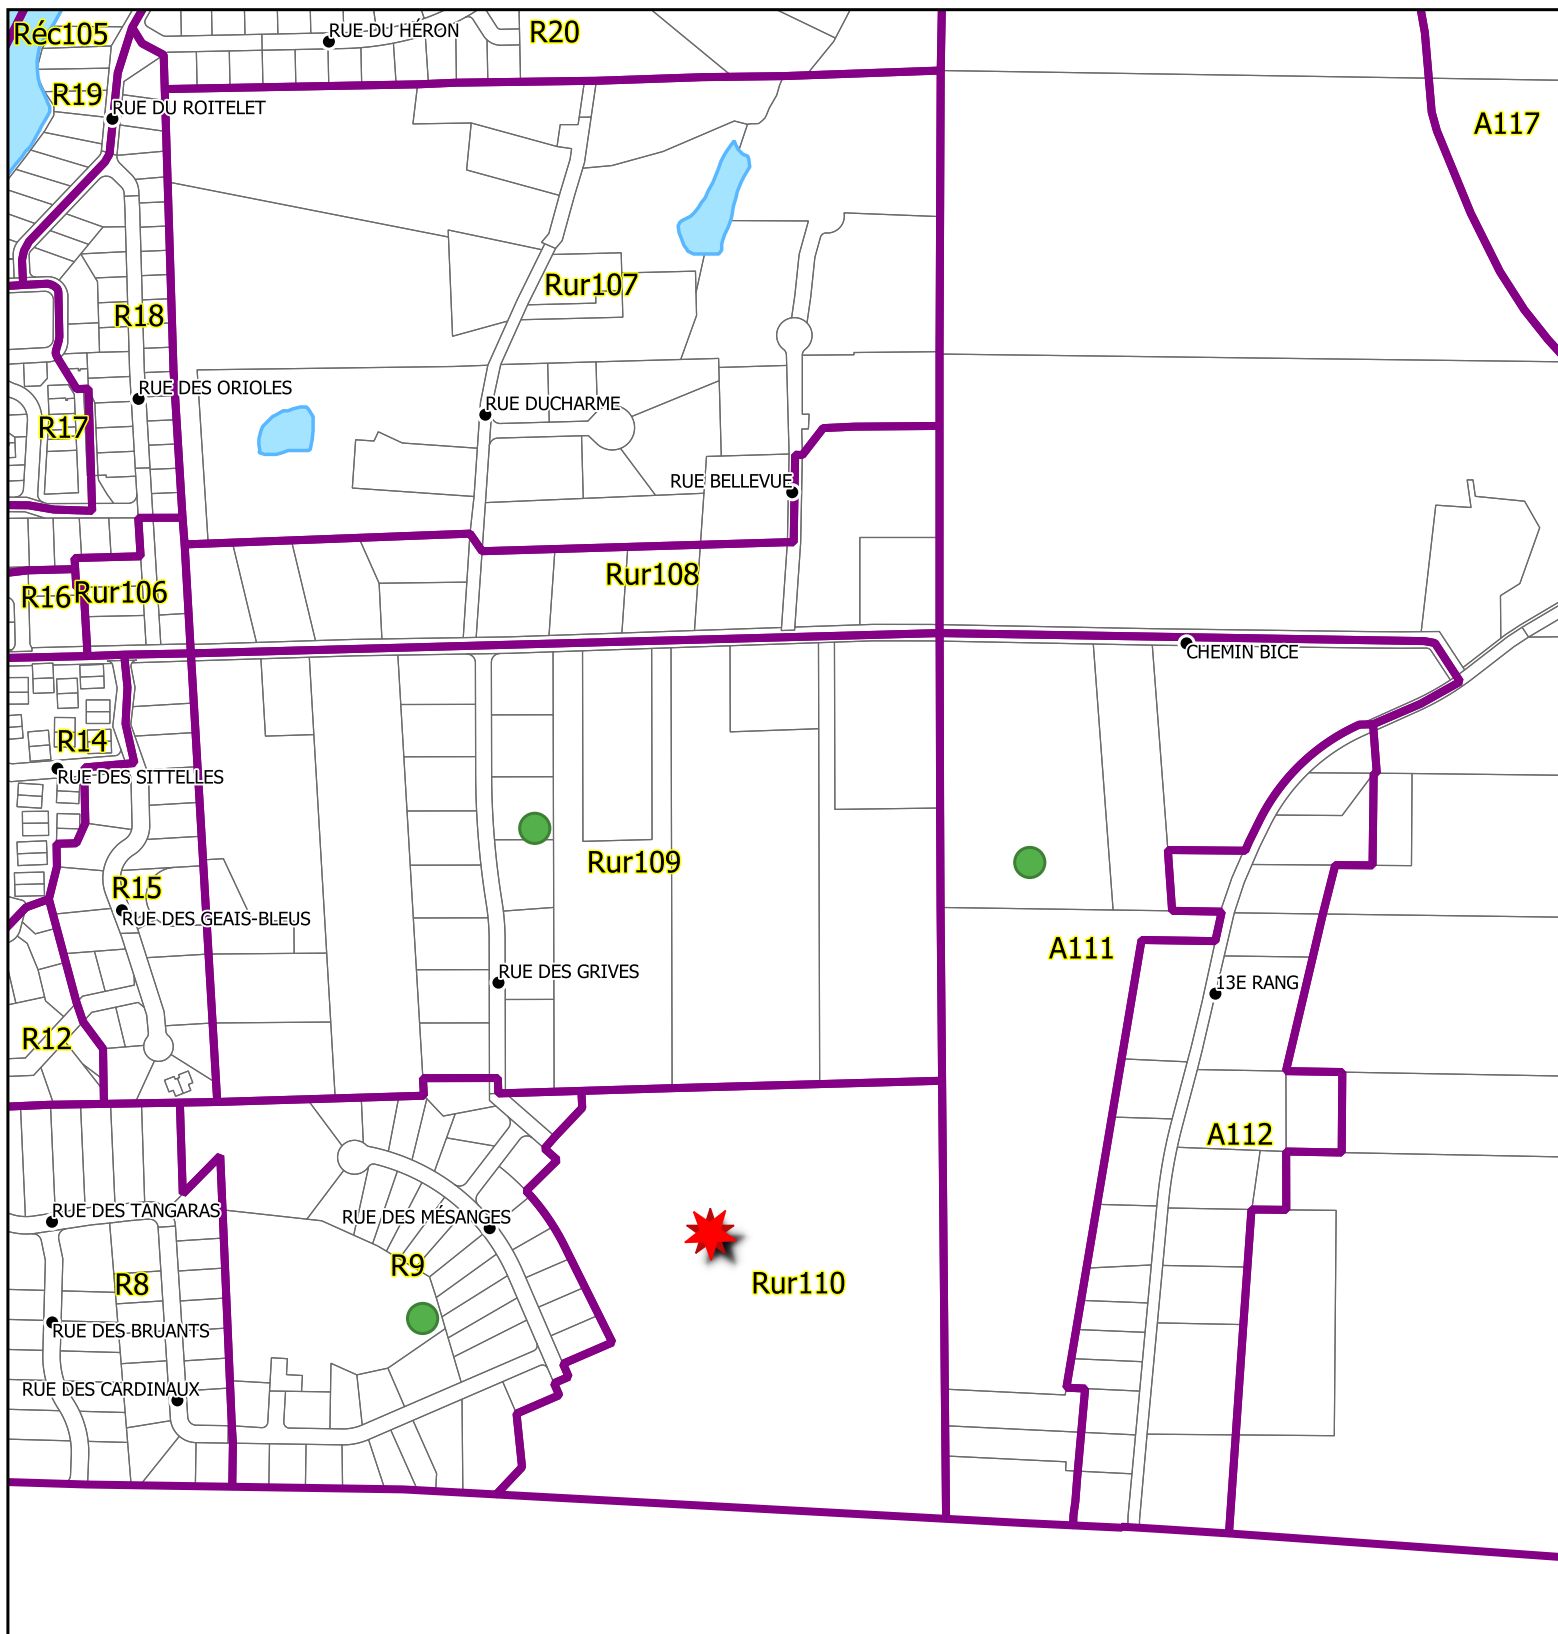 RUE DU HÉRON
R20
Réc105
R19
RUE DU ROITELET
A117
Rur107
R18
RUE DES ORIOLES
RUE DUCHARME
R17
RUE BELLEVUE
Rur108
R16
Rur106
CHEMIN BICE
R14
RUE DES SITTELLES
Rur109
R15
RUE DES GEAIS-BLEUS
A111
RUE DES GRIVES
13E RANG
R12
A112
RUE DES TANGARAS
RUE DES MÉSANGES
R9
R8
Rur110
RUE DES BRUANTS
RUE DES CARDINAUX